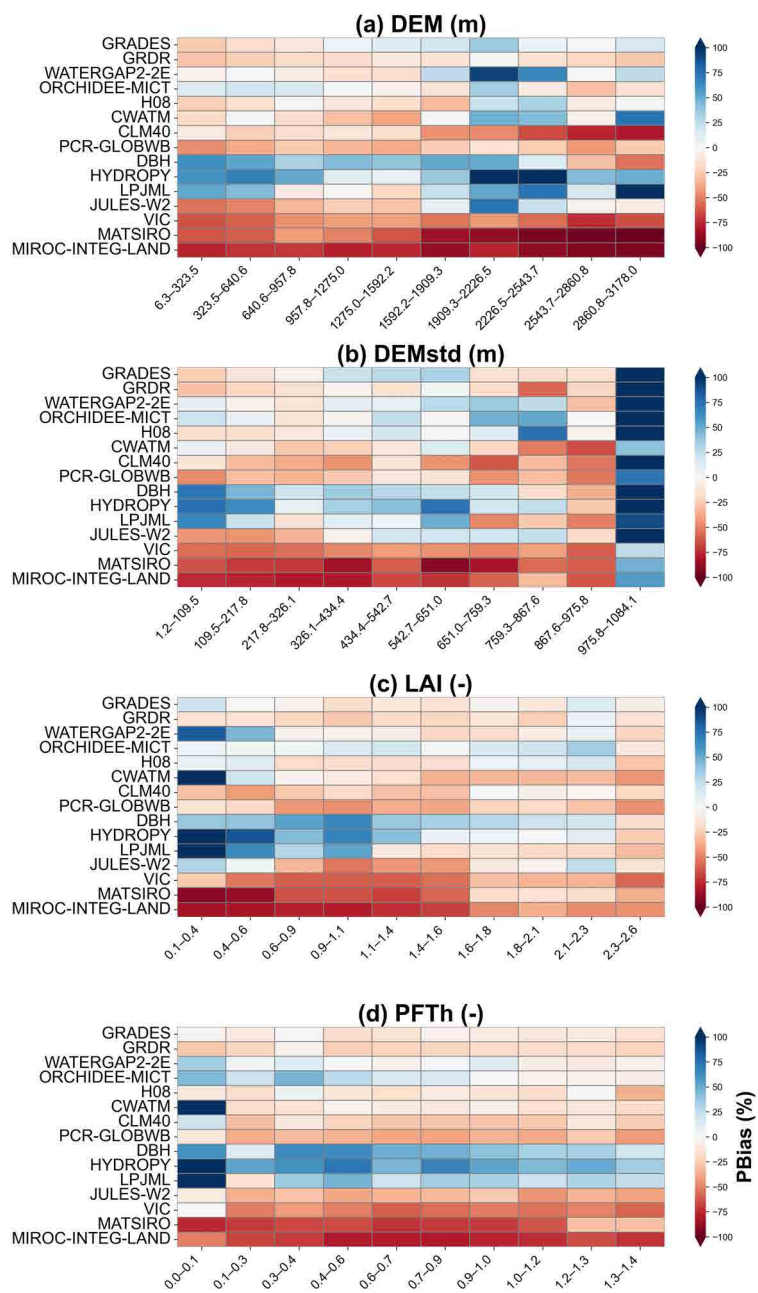 (a) DEM (m)
GRADES
GRDR
WATERGAP2-2E
ORCHIDEE-MICT
H08
CWATM
CLM40
PCR-GLOBWB
DBH
HYDROPY
LPJML
JULES-W2
VIC
MATSIRO
MIROC-INTEG-LAND
6.3–323.5
323.5–640.6
640.6–957.8
957.8–1275.0
1275.0–1592.2
1592.2–1909.3
1909.3–2226.5
2226.5–2543.7
2543.7–2860.8
2860.8–3178.0
100
75
50
25
0
−25
−50
−75
−100
(b) DEMstd (m)
GRADES
GRDR
WATERGAP2-2E
ORCHIDEE-MICT
H08
CWATM
CLM40
PCR-GLOBWB
DBH
HYDROPY
LPJML
JULES-W2
VIC
MATSIRO
MIROC-INTEG-LAND
1.2–109.5
109.5–217.8
217.8–326.1
326.1–434.4
434.4–542.7
542.7–651.0
651.0–759.3
759.3–867.6
867.6–975.8
975.8–1084.1
100
75
50
25
0
−25
−50
−75
−100
(c) LAI (-)
GRADES
GRDR
WATERGAP2-2E
ORCHIDEE-MICT
H08
CWATM
CLM40
PCR-GLOBWB
DBH
HYDROPY
LPJML
JULES-W2
VIC
MATSIRO
MIROC-INTEG-LAND
0.1–0.4
0.4–0.6
0.6–0.9
0.9–1.1
1.1–1.4
1.4–1.6
1.6–1.8
1.8–2.1
2.1–2.3
2.3–2.6
100
75
50
25
0
−25
−50
−75
−100
(d) PFTh (-)
GRADES
GRDR
WATERGAP2-2E
ORCHIDEE-MICT
H08
CWATM
CLM40
PCR-GLOBWB
DBH
HYDROPY
LPJML
JULES-W2
VIC
MATSIRO
MIROC-INTEG-LAND
0.0–0.1
0.1–0.3
0.3–0.4
0.4–0.6
0.6–0.7
0.7–0.9
0.9–1.0
1.0–1.2
1.2–1.3
1.3–1.4
100
75
50
25
0
−25
−50
−75
−100
PBias (%)